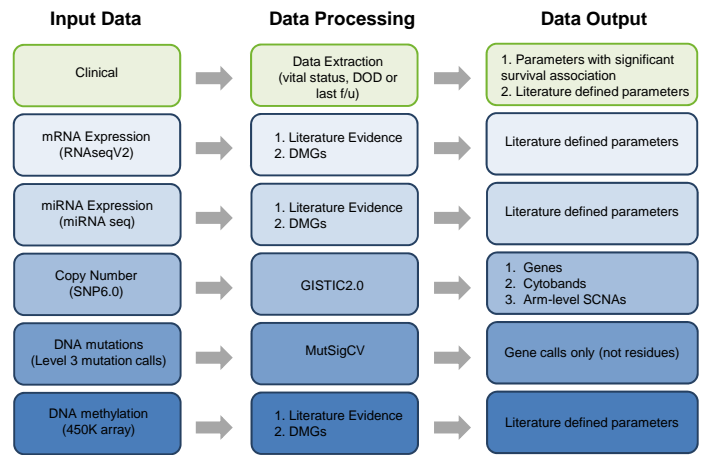 Input Data
Data Processing
Data Output
Clinical
Data Extraction
(vital status, DOD or
last f/u)
1. Parameters with significant
survival association
2. Literature defined parameters
mRNA Expression
(RNAseqV2)
1. Literature Evidence
2. DMGs
Literature defined parameters
miRNA Expression
(miRNA seq)
1. Literature Evidence
2. DMGs
Literature defined parameters
Copy Number
(SNP6.0)
GISTIC2.0
1. Genes
2. Cytobands
3. Arm-level SCNAs
DNA mutations
(Level 3 mutation calls)
MutSigCV
Gene calls only (not residues)
DNA methylation
(450K array)
1. Literature Evidence
2. DMGs
Literature defined parameters